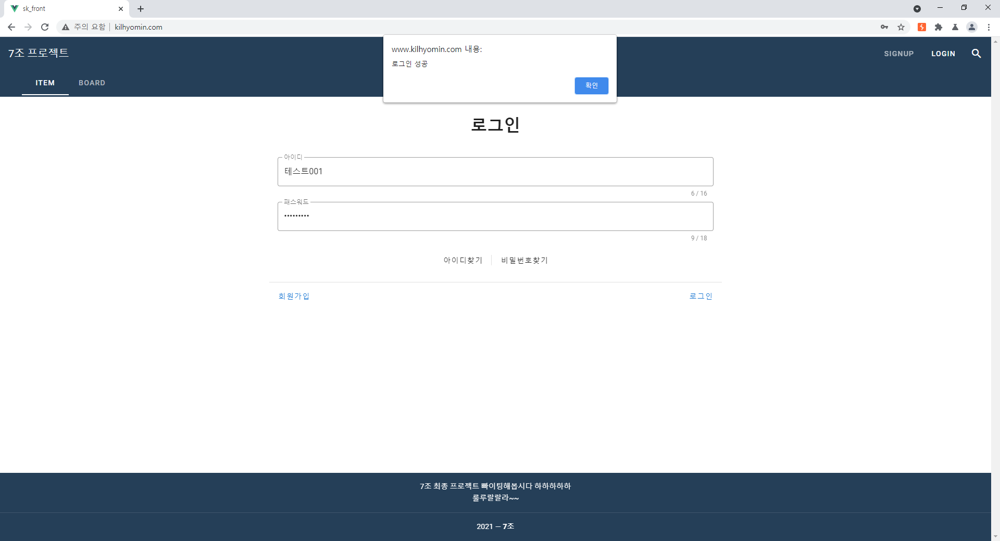 sk_front
주의 요함 | kilhyomin.com
www.kilhyomin.com 내용:
로그인 성공
확인
7조 프로젝트
SIGNUP LOGIN
ITEM BOARD
로그인
아이디
테스트001
6 / 16
패스워드
•••••••••
9 / 18
아이디찾기 비밀번호찾기
회원가입 로그인
7조 최종 프로젝트 빠이팅해봅시다 하하하하하
룰루랄랄라~~
2021 — 7조